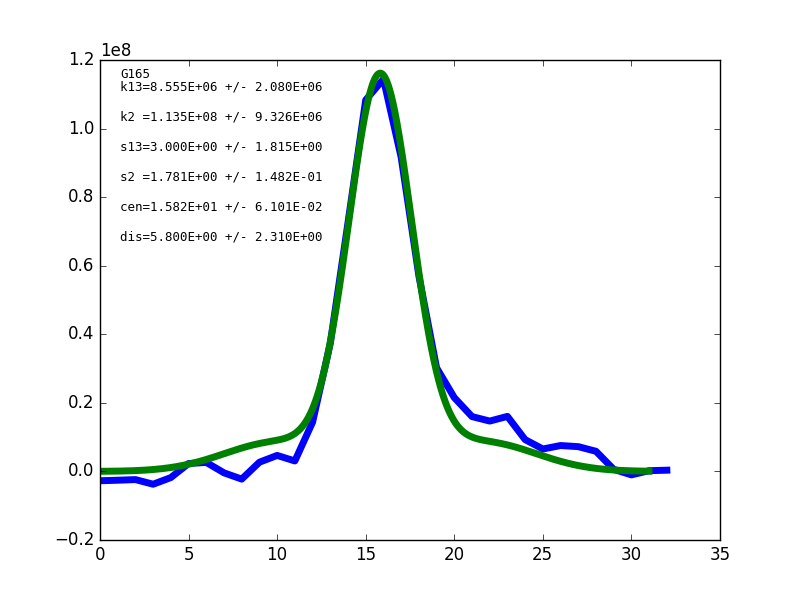 1e8
1.2
1.0
0.8
0.6
0.4
0.2
0.0
−0.2
G165
k13=8.555E+06 +/- 2.080E+06
k2 =1.135E+08 +/- 9.326E+06
s13=3.000E+00 +/- 1.815E+00
s2 =1.781E+00 +/- 1.482E-01
cen=1.582E+01 +/- 6.101E-02
dis=5.800E+00 +/- 2.310E+00
0 5 10 15 20 25 30 35